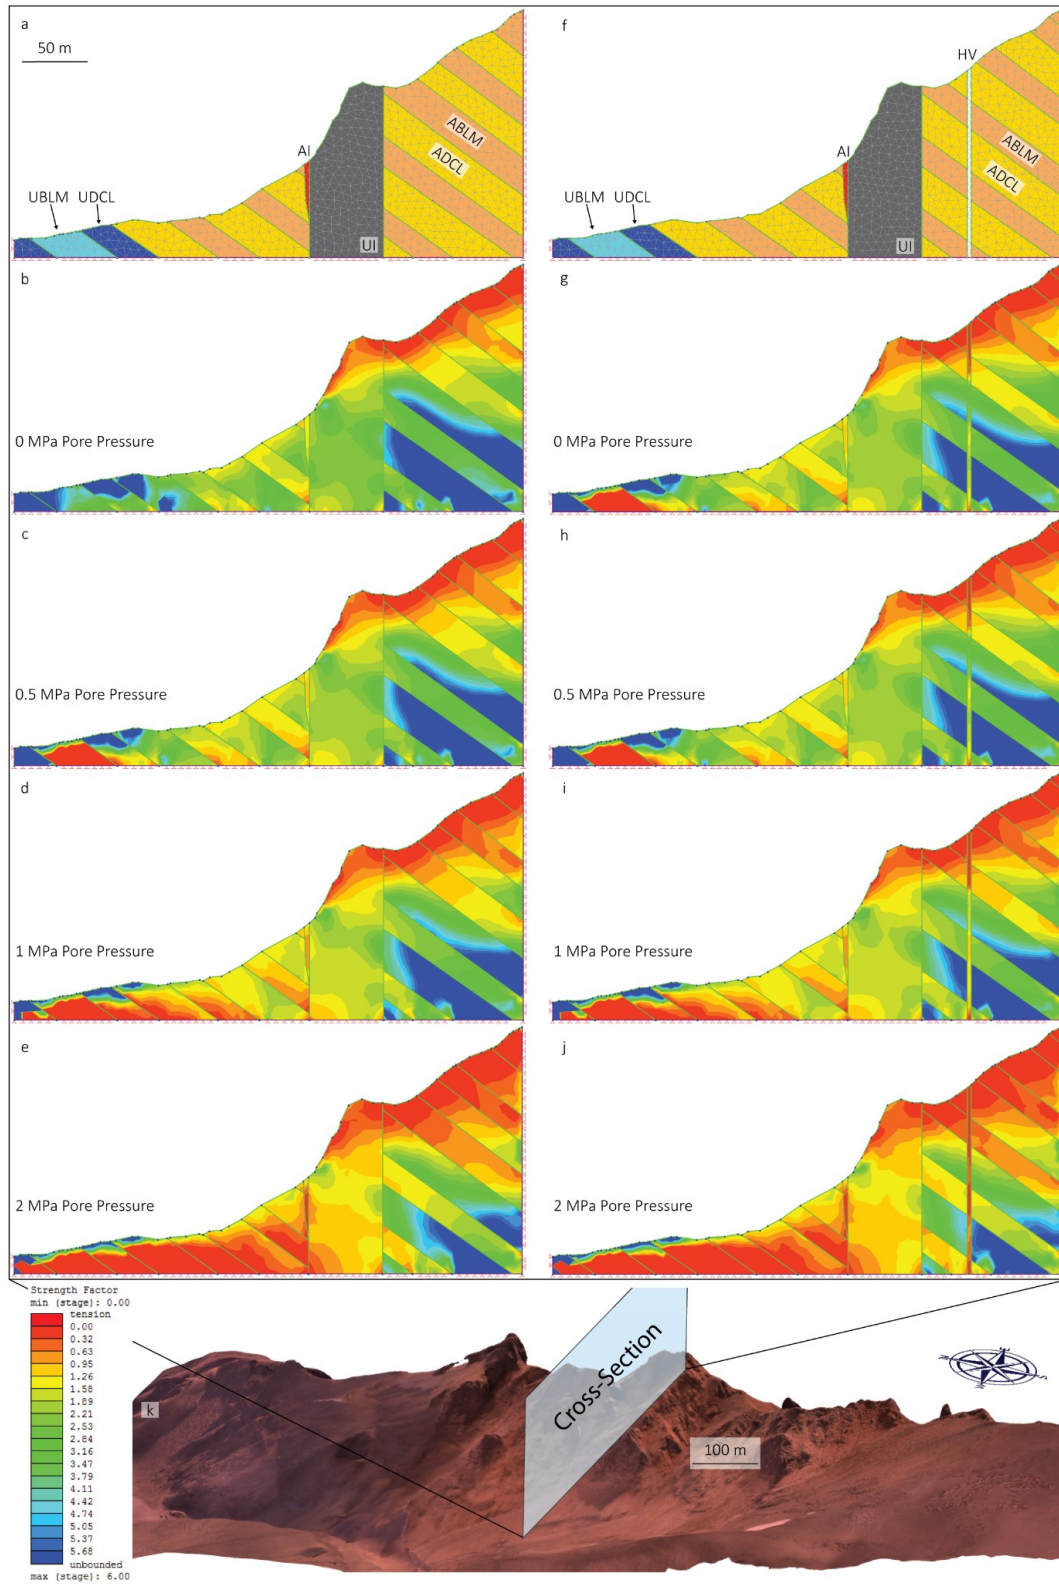 a
50 m
AI
ABLM
ADCL
UBLM
UDCL
UI
f
HV
AI
ABLM
ADCL
UBLM
UDCL
UI
b
0 MPa Pore Pressure
g
0 MPa Pore Pressure
c
0.5 MPa Pore Pressure
h
0.5 MPa Pore Pressure
d
1 MPa Pore Pressure
i
1 MPa Pore Pressure
e
2 MPa Pore Pressure
j
2 MPa Pore Pressure
Strength Factor
min (stage): 0.00
tension
0.00
0.32
0.63
0.95
1.26
1.58
1.89
2.21
2.53
2.84
3.16
3.47
3.79
4.11
4.42
4.74
5.05
5.37
5.68
unbounded
max (stage): 6.00
k
Cross-Section
100 m